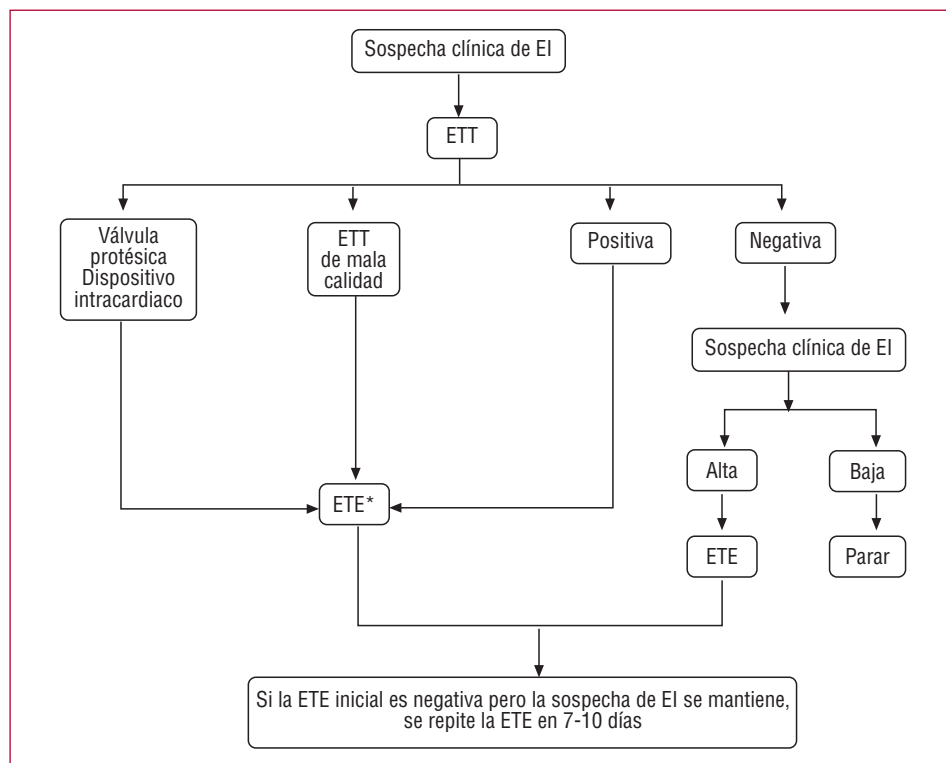 Sospecha clínica de EI
ETT
Válvula
protésica
Dispositivo
intracardiaco
ETT
de mala
calidad
Positiva
Negativa
Sospecha clínica de EI
Alta
Baja
ETE*
ETE
Parar
Si la ETE inicial es negativa pero la sospecha de EI se mantiene,
se repite la ETE en 7-10 días